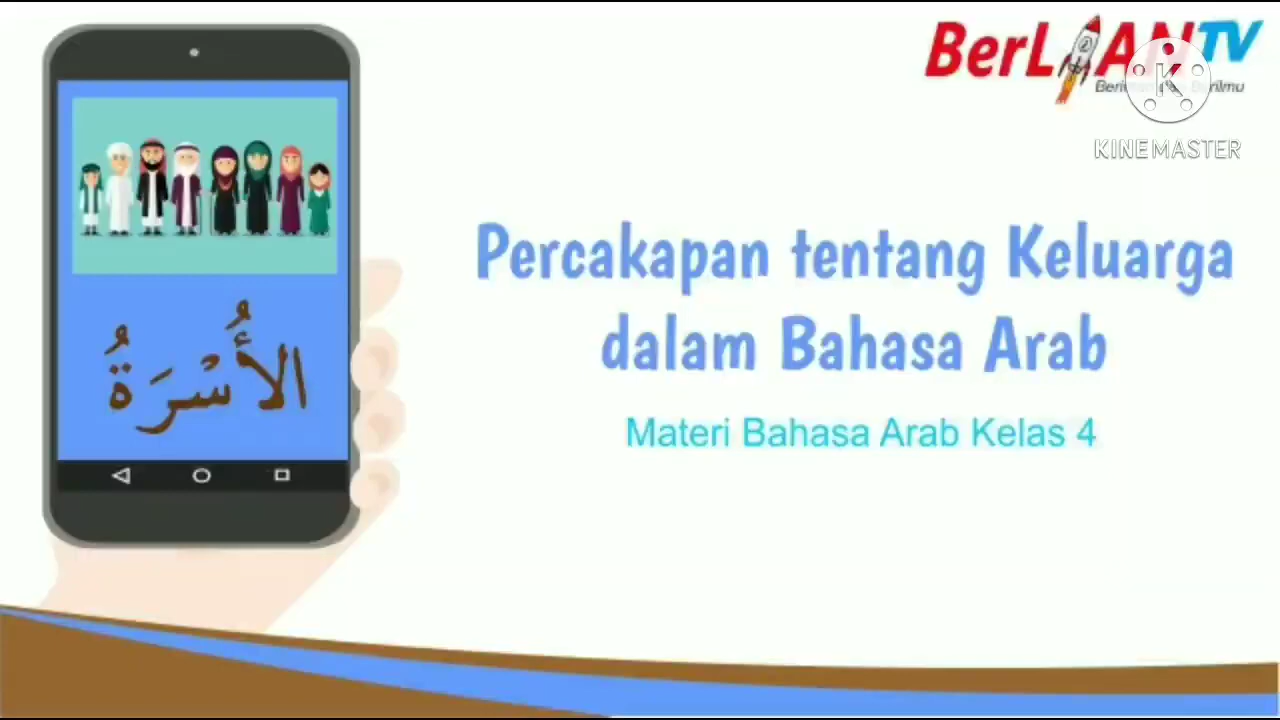 BerLIANTV
KINEMASTER
Percakapan tentang Keluarga
dalam Bahasa Arab
Materi Bahasa Arab Kelas 4
الأُسْرَةُ